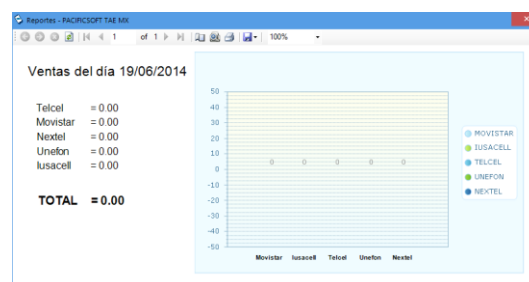 Reportes - PACIFICSOFT TAE MX
1 of 1 100%
Ventas del día 19/06/2014
Telcel = 0.00
Movistar = 0.00
Nextel = 0.00
Unefon = 0.00
Iusacell = 0.00
TOTAL = 0.00
50
40
30
20
10
0
-10
-20
-30
-40
-50
0 0 0 0 0
Movistar Iusacell Telcel Unefon Nextel
MOVISTAR
IUSACELL
TELCEL
UNEFON
NEXTEL